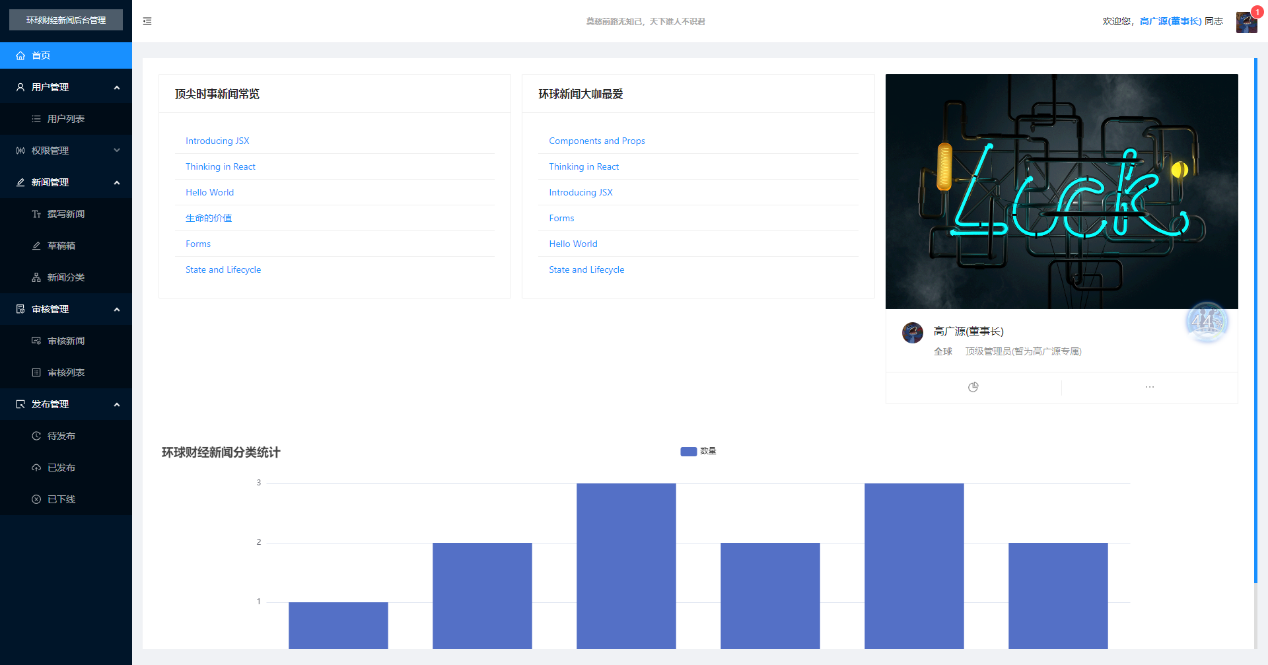 环球财经新闻后台管理
首页
用户管理
用户列表
权限管理
新闻管理
撰写新闻
草稿箱
新闻分类
审核管理
审核新闻
审核列表
发布管理
待发布
已发布
已下线
莫愁前路无知己，天下谁人不识君
欢迎您，高广源(董事长) 同志
1
顶尖时事新闻常览
Introducing JSX
Thinking in React
Hello World
生命的价值
Forms
State and Lifecycle
环球新闻大咖最爱
Components and Props
Thinking in React
Introducing JSX
Forms
Hello World
State and Lifecycle
Lock
高广源(董事长)
全球 顶级管理员(暂为高广源专属)
44
环球财经新闻分类统计
数量
3
2
1